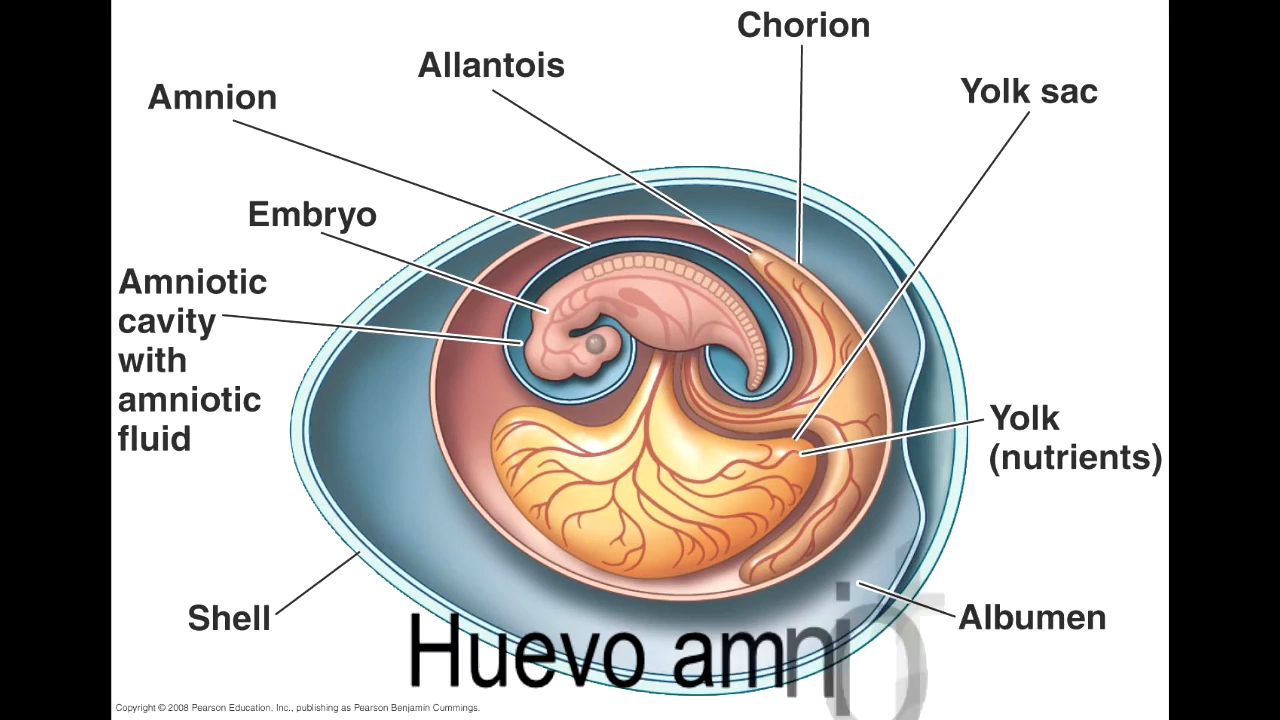 Chorion
Allantois
Yolk sac
Amnion
Embryo
Amniotic
cavity
with
amniotic
fluid
Yolk
(nutrients)
Shell
Albumen
Huevo amni
Copyright © 2008 Pearson Education, Inc., publishing as Pearson Benjamin Cummings.